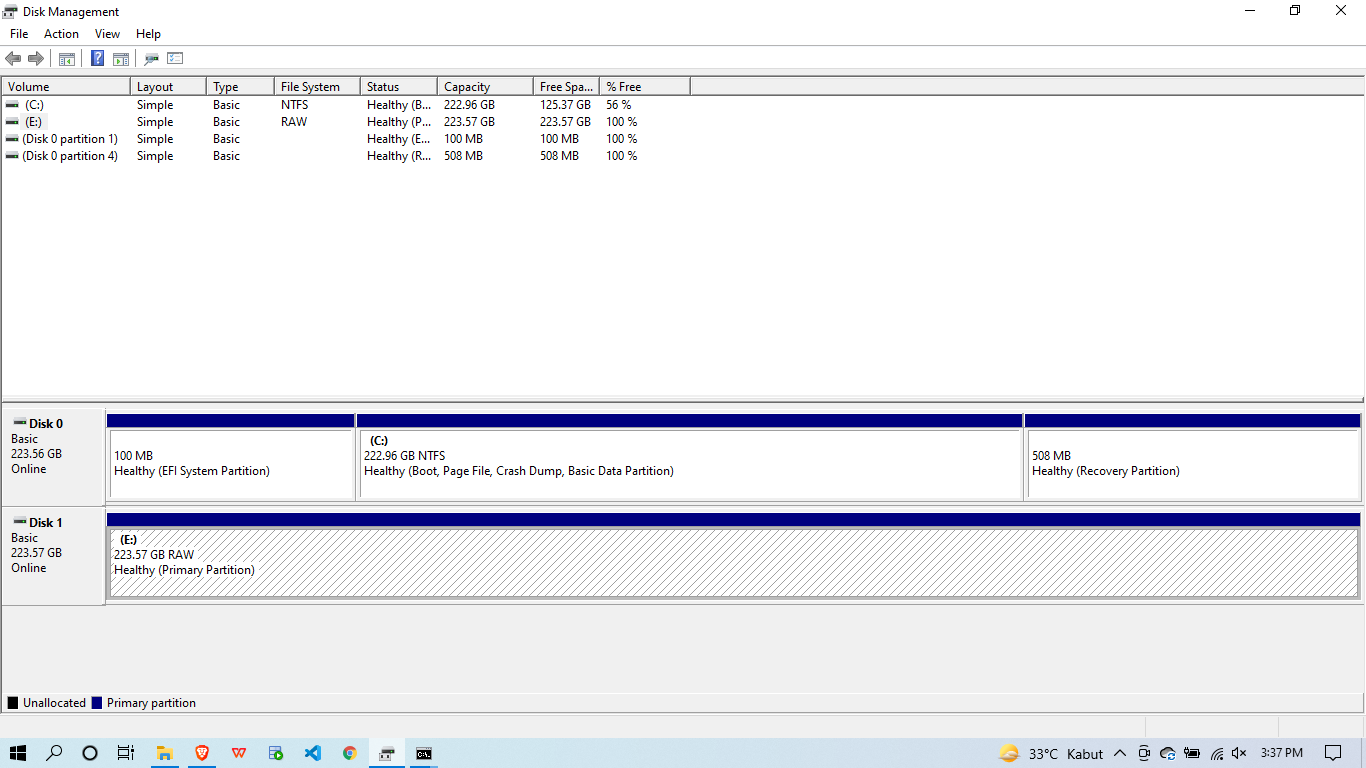 Disk Management
File Action View Help
Volume Layout Type File System Status Capacity Free Spa... % Free
(C:) Simple Basic NTFS Healthy (B... 222.96 GB 125.37 GB 56 %
(E:) Simple Basic RAW Healthy (P... 223.57 GB 223.57 GB 100 %
(Disk 0 partition 1) Simple Basic Healthy (E... 100 MB 100 MB 100 %
(Disk 0 partition 4) Simple Basic Healthy (R... 508 MB 508 MB 100 %
Disk 0
Basic
223.56 GB
Online
100 MB
Healthy (EFI System Partition)
(C:)
222.96 GB NTFS
Healthy (Boot, Page File, Crash Dump, Basic Data Partition)
508 MB
Healthy (Recovery Partition)
Disk 1
Basic
223.57 GB
Online
(E:)
223.57 GB RAW
Healthy (Primary Partition)
Unallocated Primary partition
33°C Kabut 3:37 PM